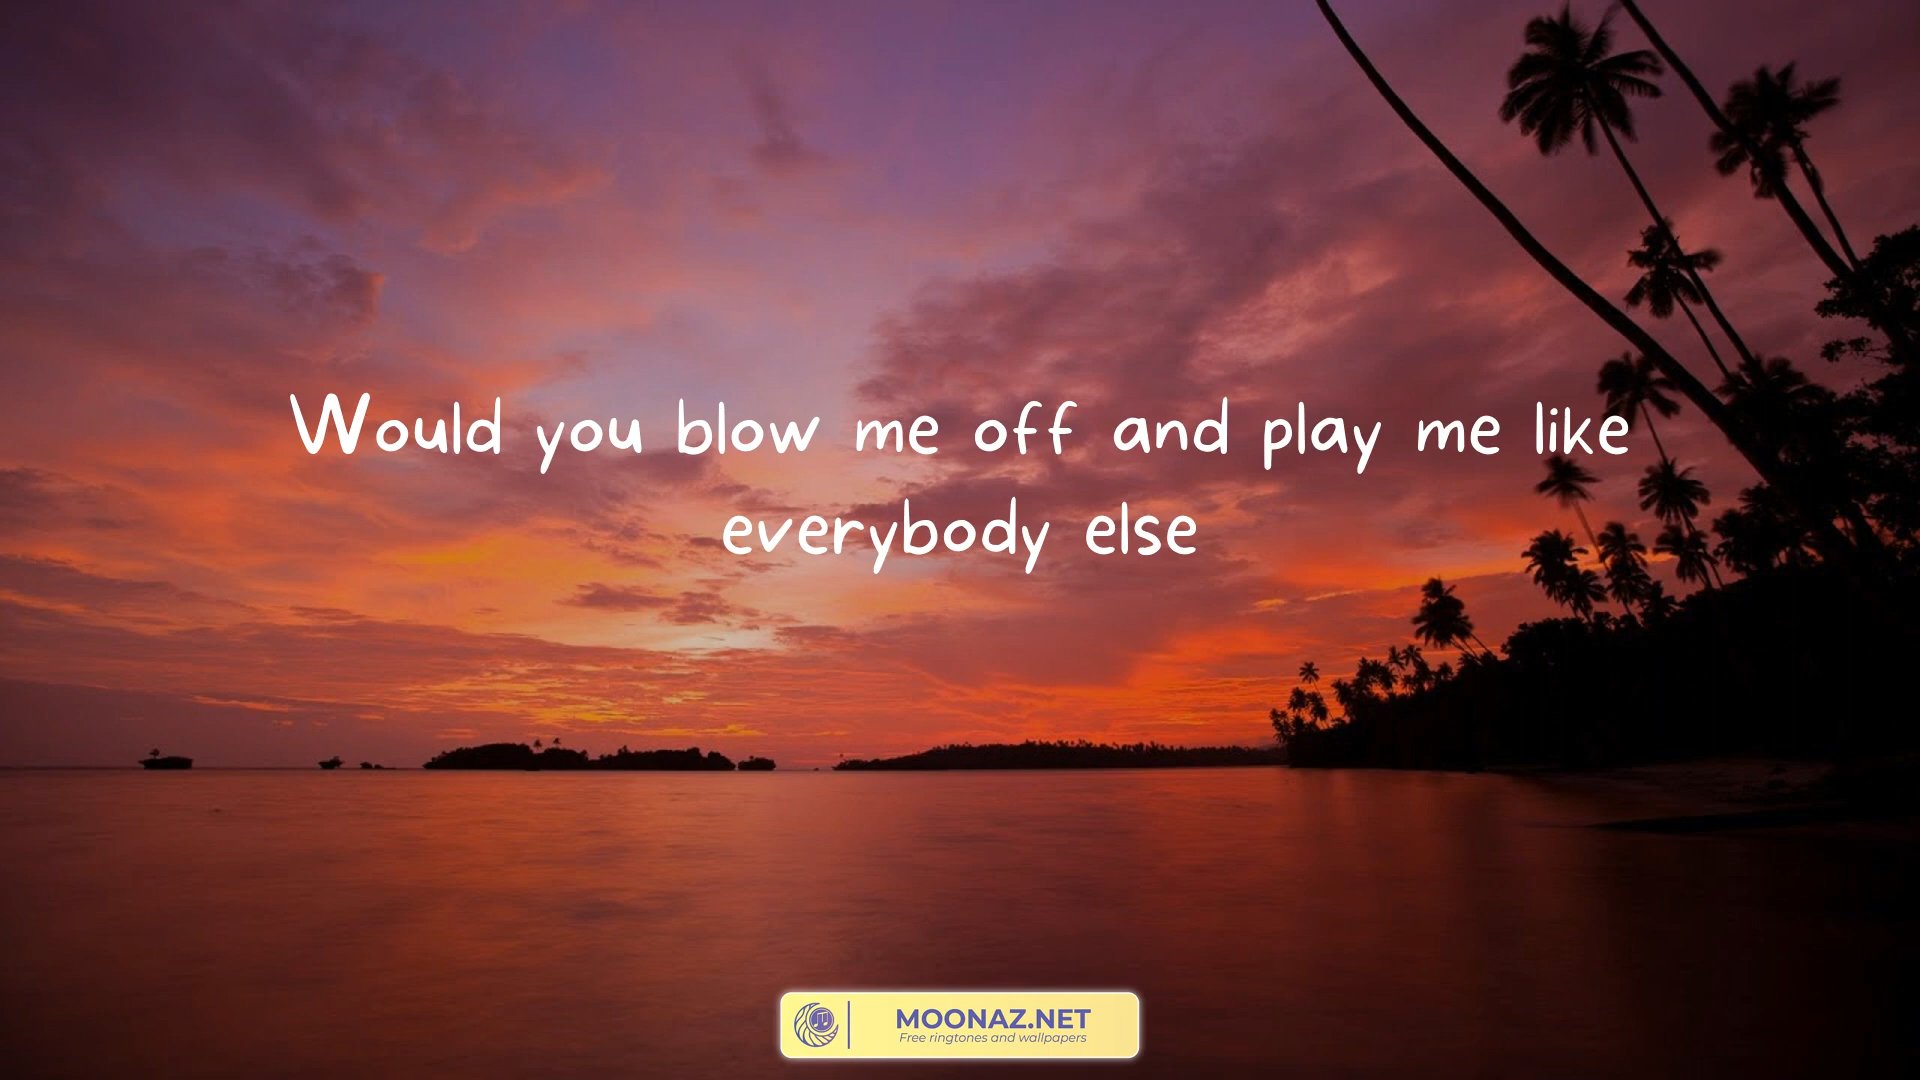 Would you blow me off and play me like
everybody else
MOONAZ.NET
Free ringtones and wallpapers